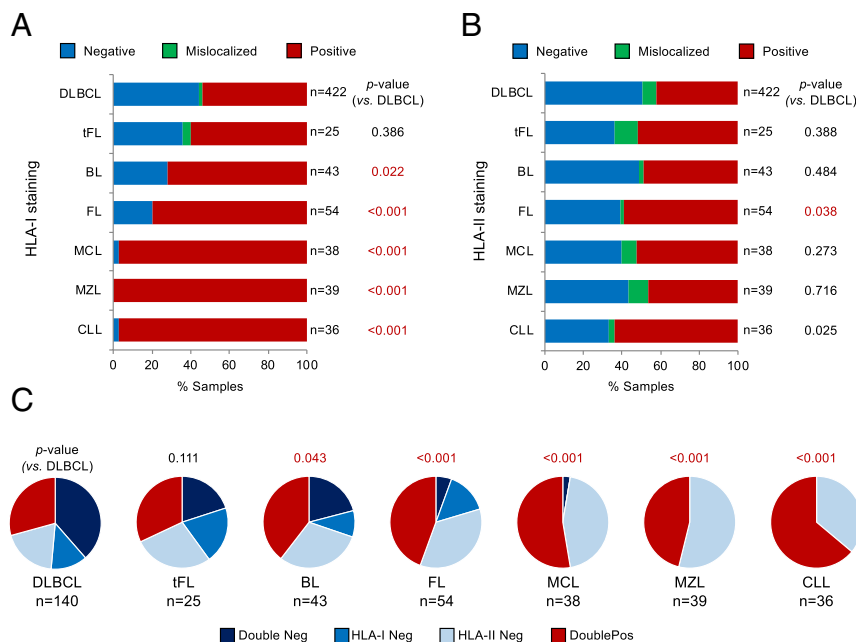 A
Negative Mislocalized Positive
HLA-I staining
p-value
(vs. DLBCL)
DLBCL n=422
tFL n=25 0.386
BL n=43 0.022
FL n=54 <0.001
MCL n=38 <0.001
MZL n=39 <0.001
CLL n=36 <0.001
0 20 40 60 80 100
% Samples
B
Negative Mislocalized Positive
HLA-II staining
p-value
(vs. DLBCL)
DLBCL n=422
tFL n=25 0.388
BL n=43 0.484
FL n=54 0.038
MCL n=38 0.273
MZL n=39 0.716
CLL n=36 0.025
0 20 40 60 80 100
% Samples
C
p-value
(vs. DLBCL)
0.111 0.043 <0.001 <0.001 <0.001 <0.001
DLBCL tFL BL FL MCL MZL CLL
n=140 n=25 n=43 n=54 n=38 n=39 n=36
Double Neg HLA-I Neg HLA-II Neg DoublePos